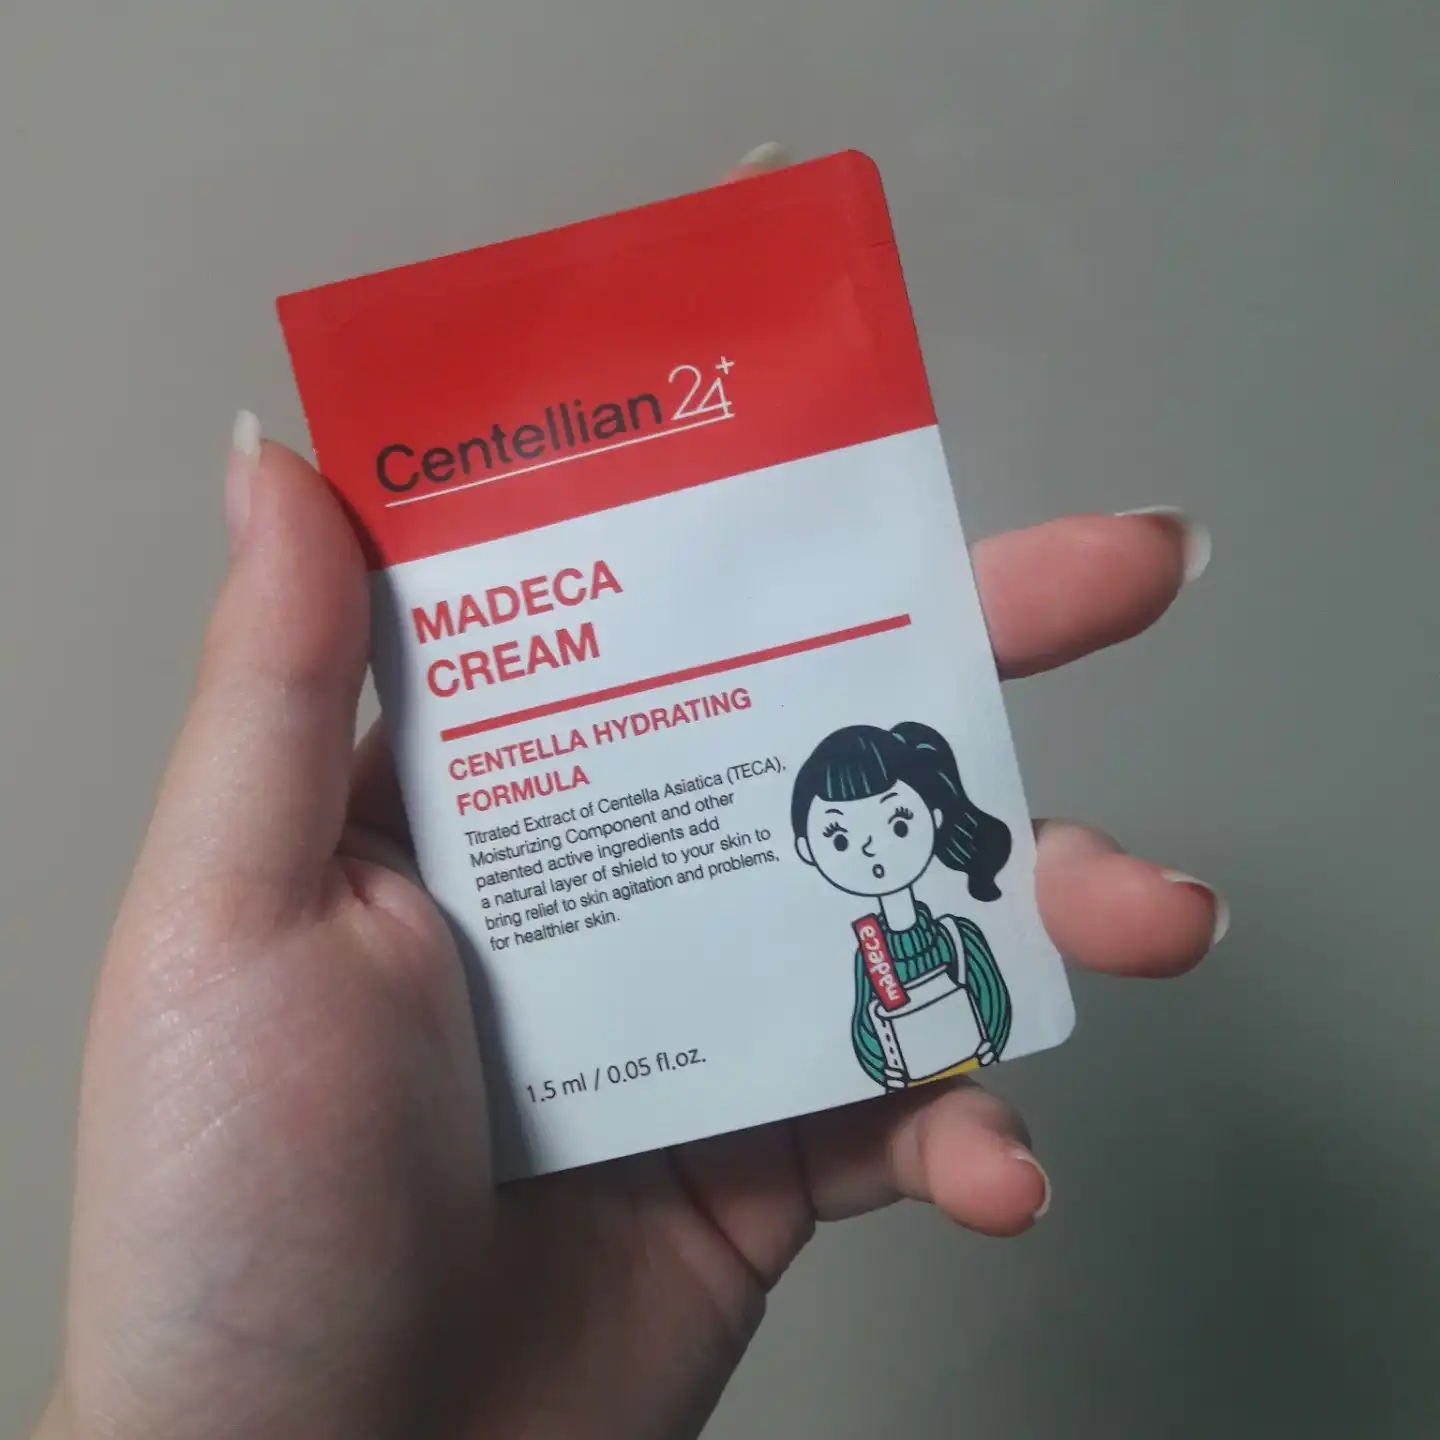 Centellian24+
MADECA
CREAM
CENTELLA HYDRATING
FORMULA
Titrated Extract of Centella Asiatica (TECA),
Moisturizing Component and other
patented active ingredients add
a natural layer of shield to your skin to
bring relief to skin agitation and problems,
for healthier skin.
madeca
1.5 ml / 0.05 fl.oz.